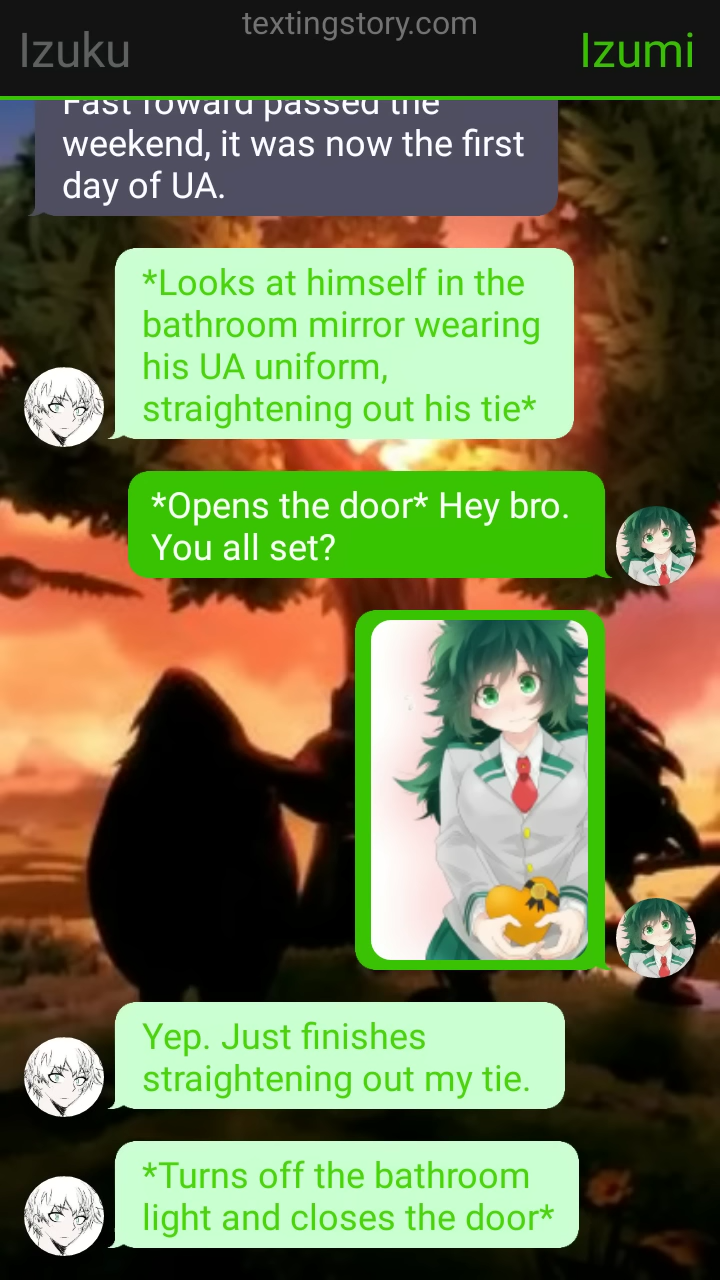 textingstory.com
Izuku
Izumi
Fast foward passed the
weekend, it was now the first
day of UA.
*Looks at himself in the
bathroom mirror wearing
his UA uniform,
straightening out his tie*
*Opens the door* Hey bro.
You all set?
Yep. Just finishes
straightening out my tie.
*Turns off the bathroom
light and closes the door*